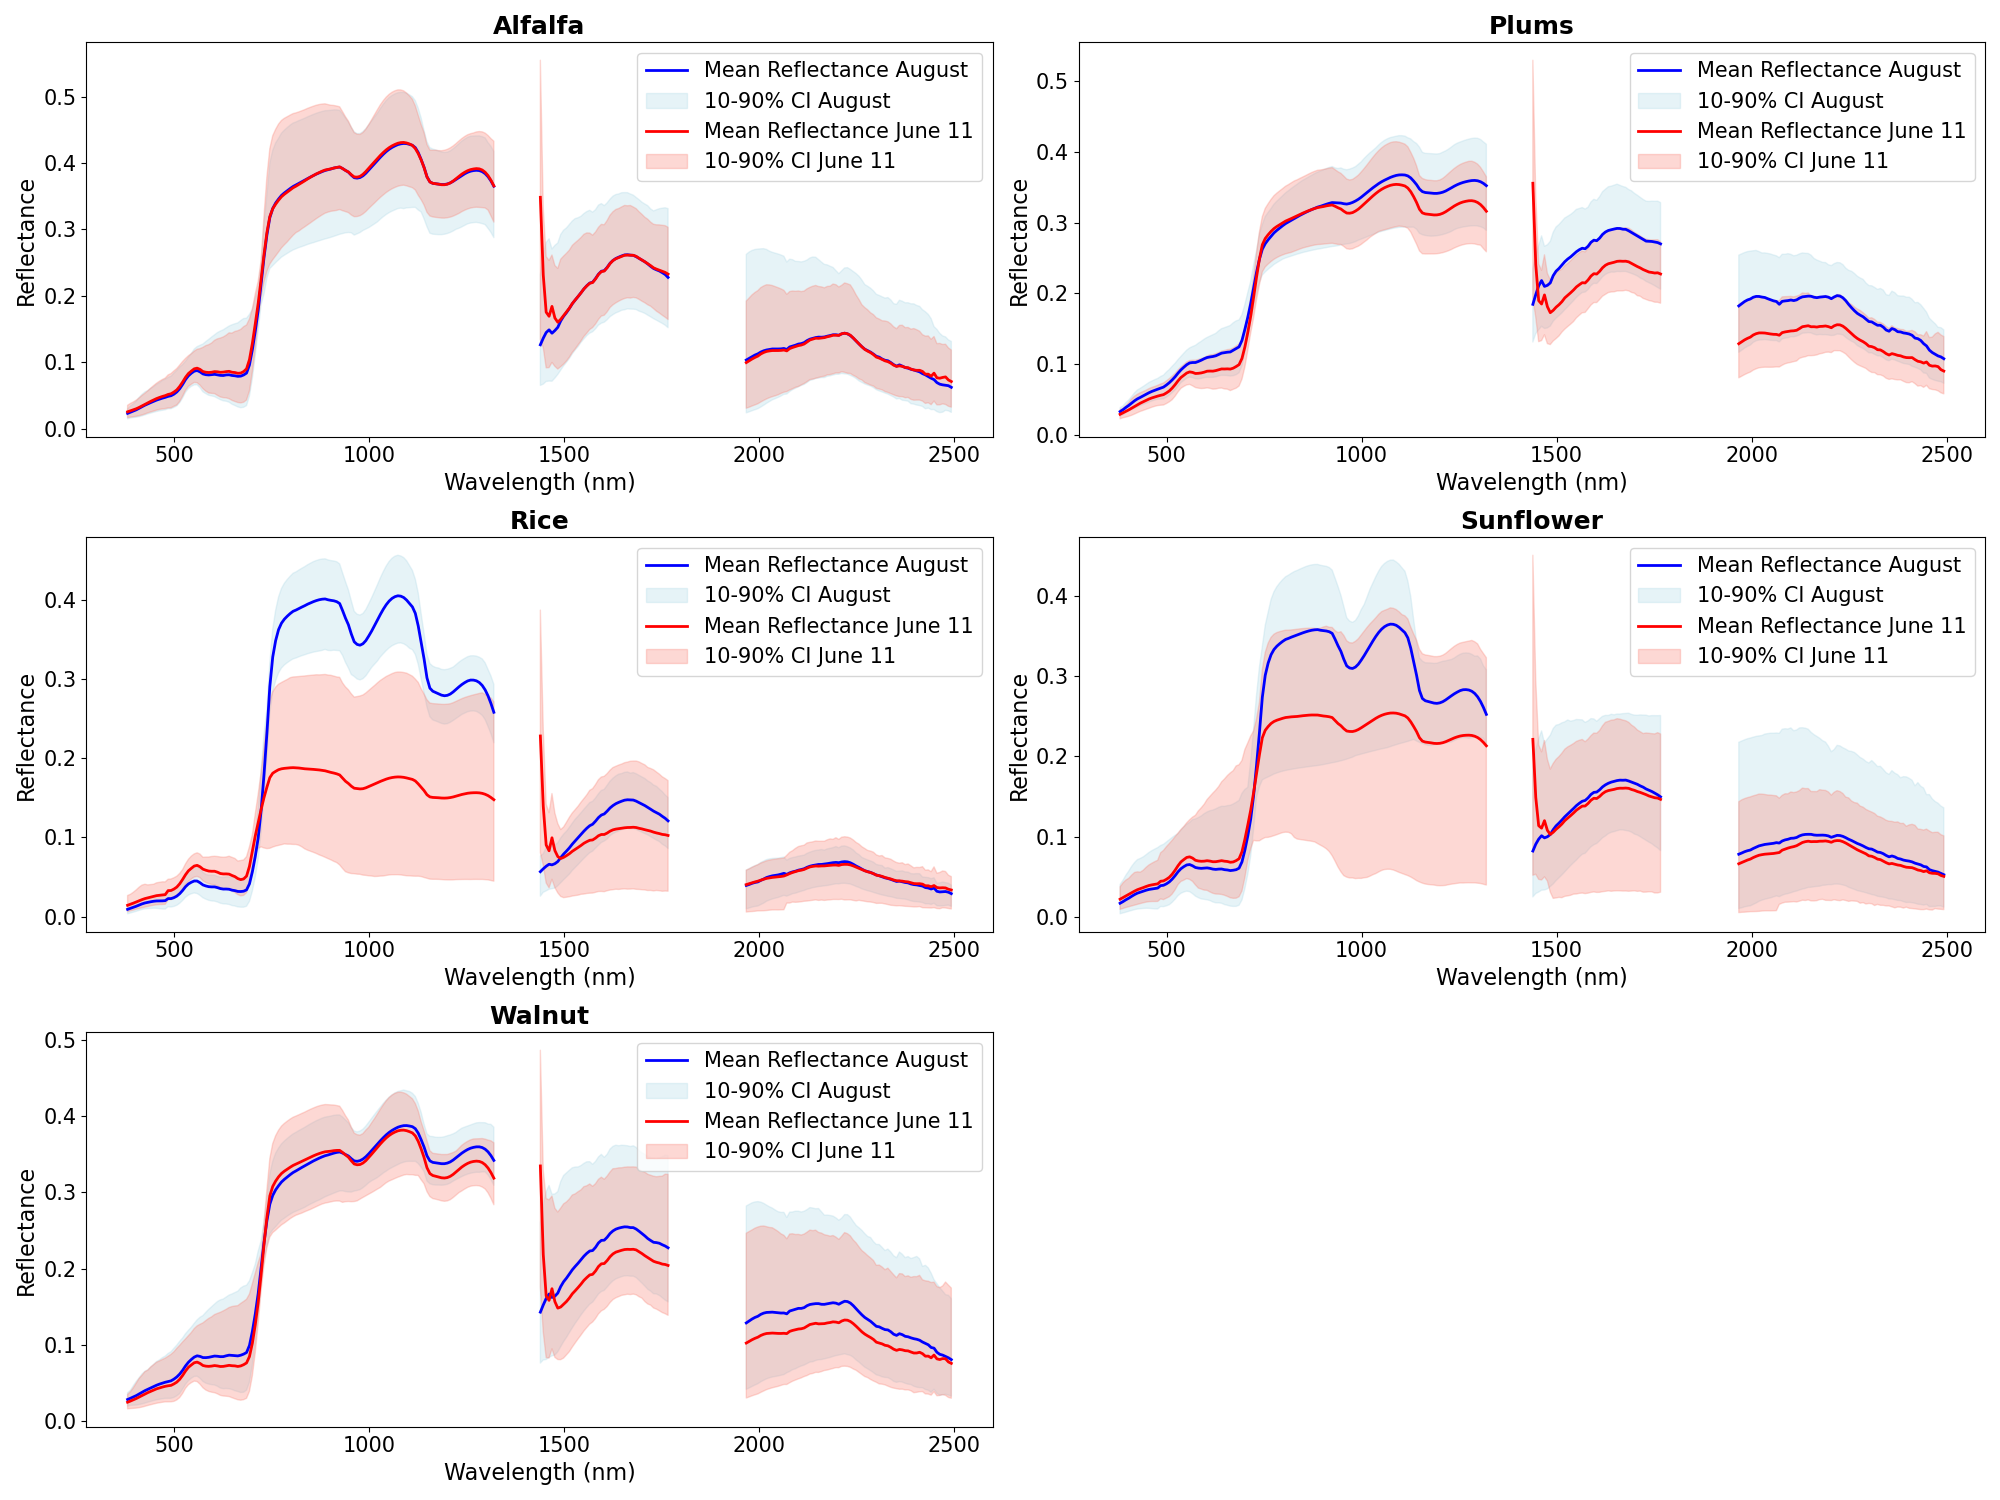 Alfalfa
Reflectance
0.5
0.4
0.3
0.2
0.1
0.0
Mean Reflectance August
10-90% CI August
Mean Reflectance June 11
10-90% CI June 11
500 1000 1500 2000 2500
Wavelength (nm)
Plums
Reflectance
0.5
0.4
0.3
0.2
0.1
0.0
Mean Reflectance August
10-90% CI August
Mean Reflectance June 11
10-90% CI June 11
500 1000 1500 2000 2500
Wavelength (nm)
Rice
Reflectance
0.4
0.3
0.2
0.1
0.0
Mean Reflectance August
10-90% CI August
Mean Reflectance June 11
10-90% CI June 11
500 1000 1500 2000 2500
Wavelength (nm)
Sunflower
Reflectance
0.4
0.3
0.2
0.1
0.0
Mean Reflectance August
10-90% CI August
Mean Reflectance June 11
10-90% CI June 11
500 1000 1500 2000 2500
Wavelength (nm)
Walnut
Reflectance
0.5
0.4
0.3
0.2
0.1
0.0
Mean Reflectance August
10-90% CI August
Mean Reflectance June 11
10-90% CI June 11
500 1000 1500 2000 2500
Wavelength (nm)